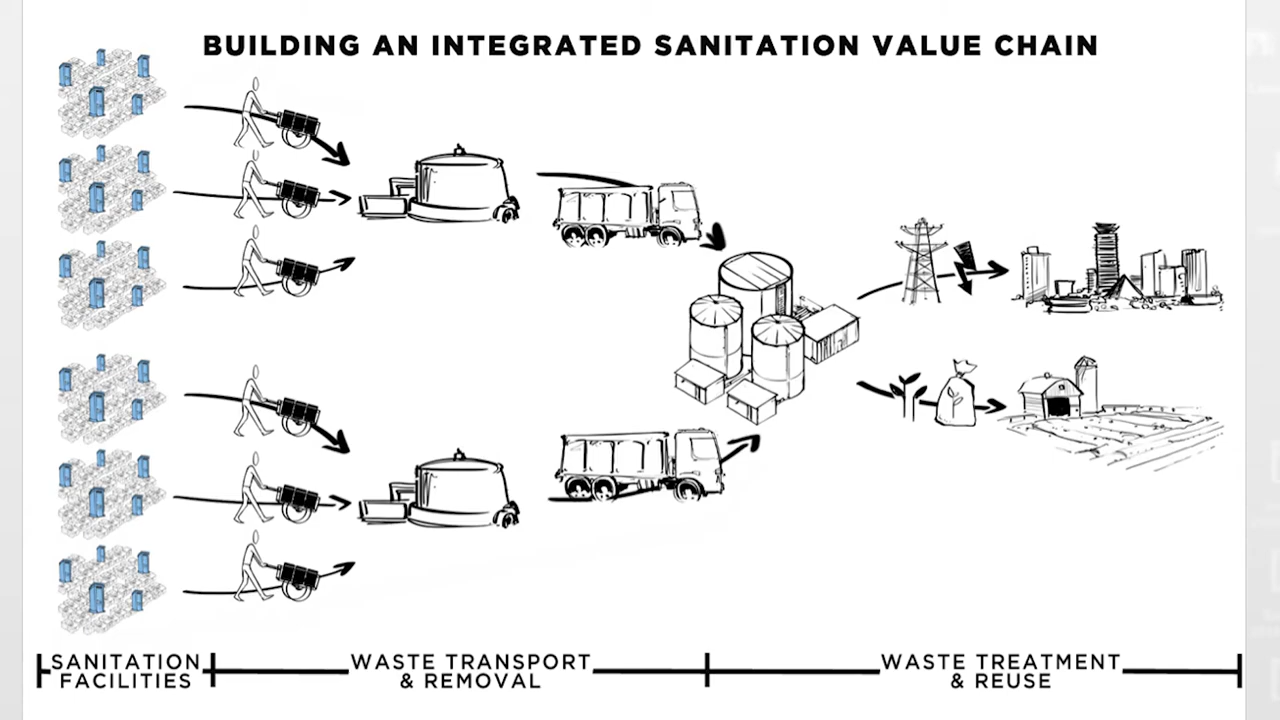 BUILDING AN INTEGRATED SANITATION VALUE CHAIN
SANITATION
FACILITIES
WASTE TRANSPORT
& REMOVAL
WASTE TREATMENT
& REUSE